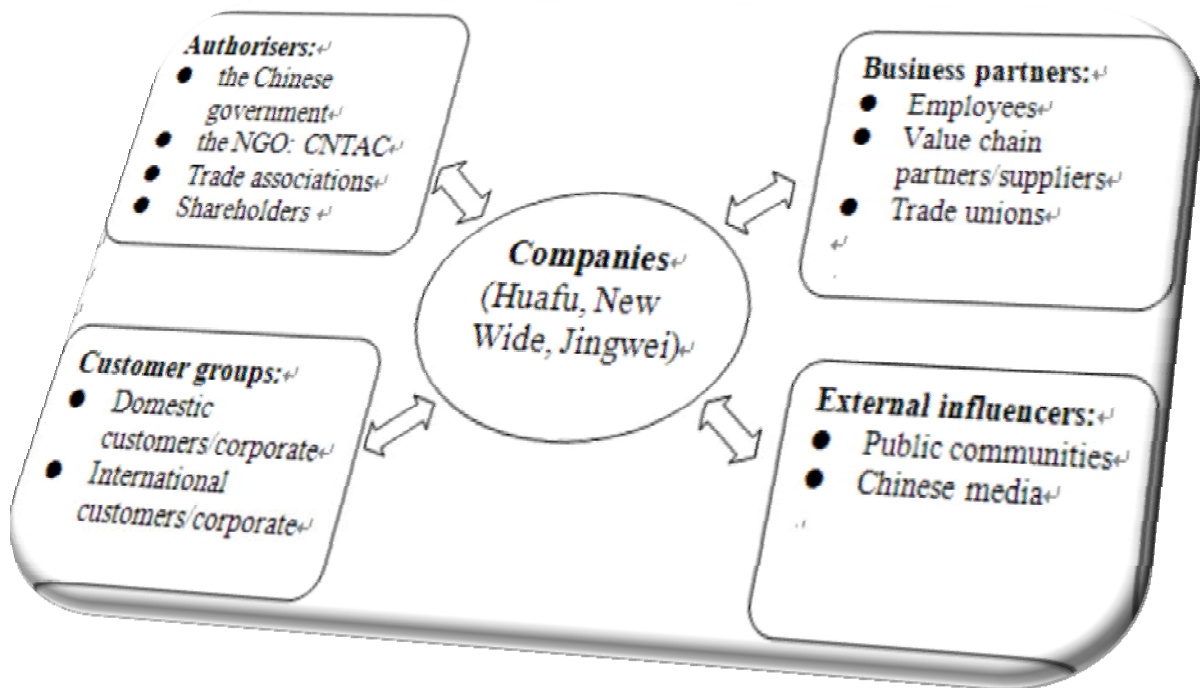 Authorisers:↵
● the Chinese
government↵
● the NGO: CNTAC↵
● Trade associations↵
● Shareholders ↵
Business partners:↵
● Employees↵
● Value chain
partners/suppliers↵
● Trade unions↵
↵
Companies↵
(Huafu, New
Wide, Jingwei)↵
Customer groups:↵
● Domestic
customers/corporate↵
● International
customers/corporate↵
External influencers:↵
● Public communities↵
● Chinese media↵
↵